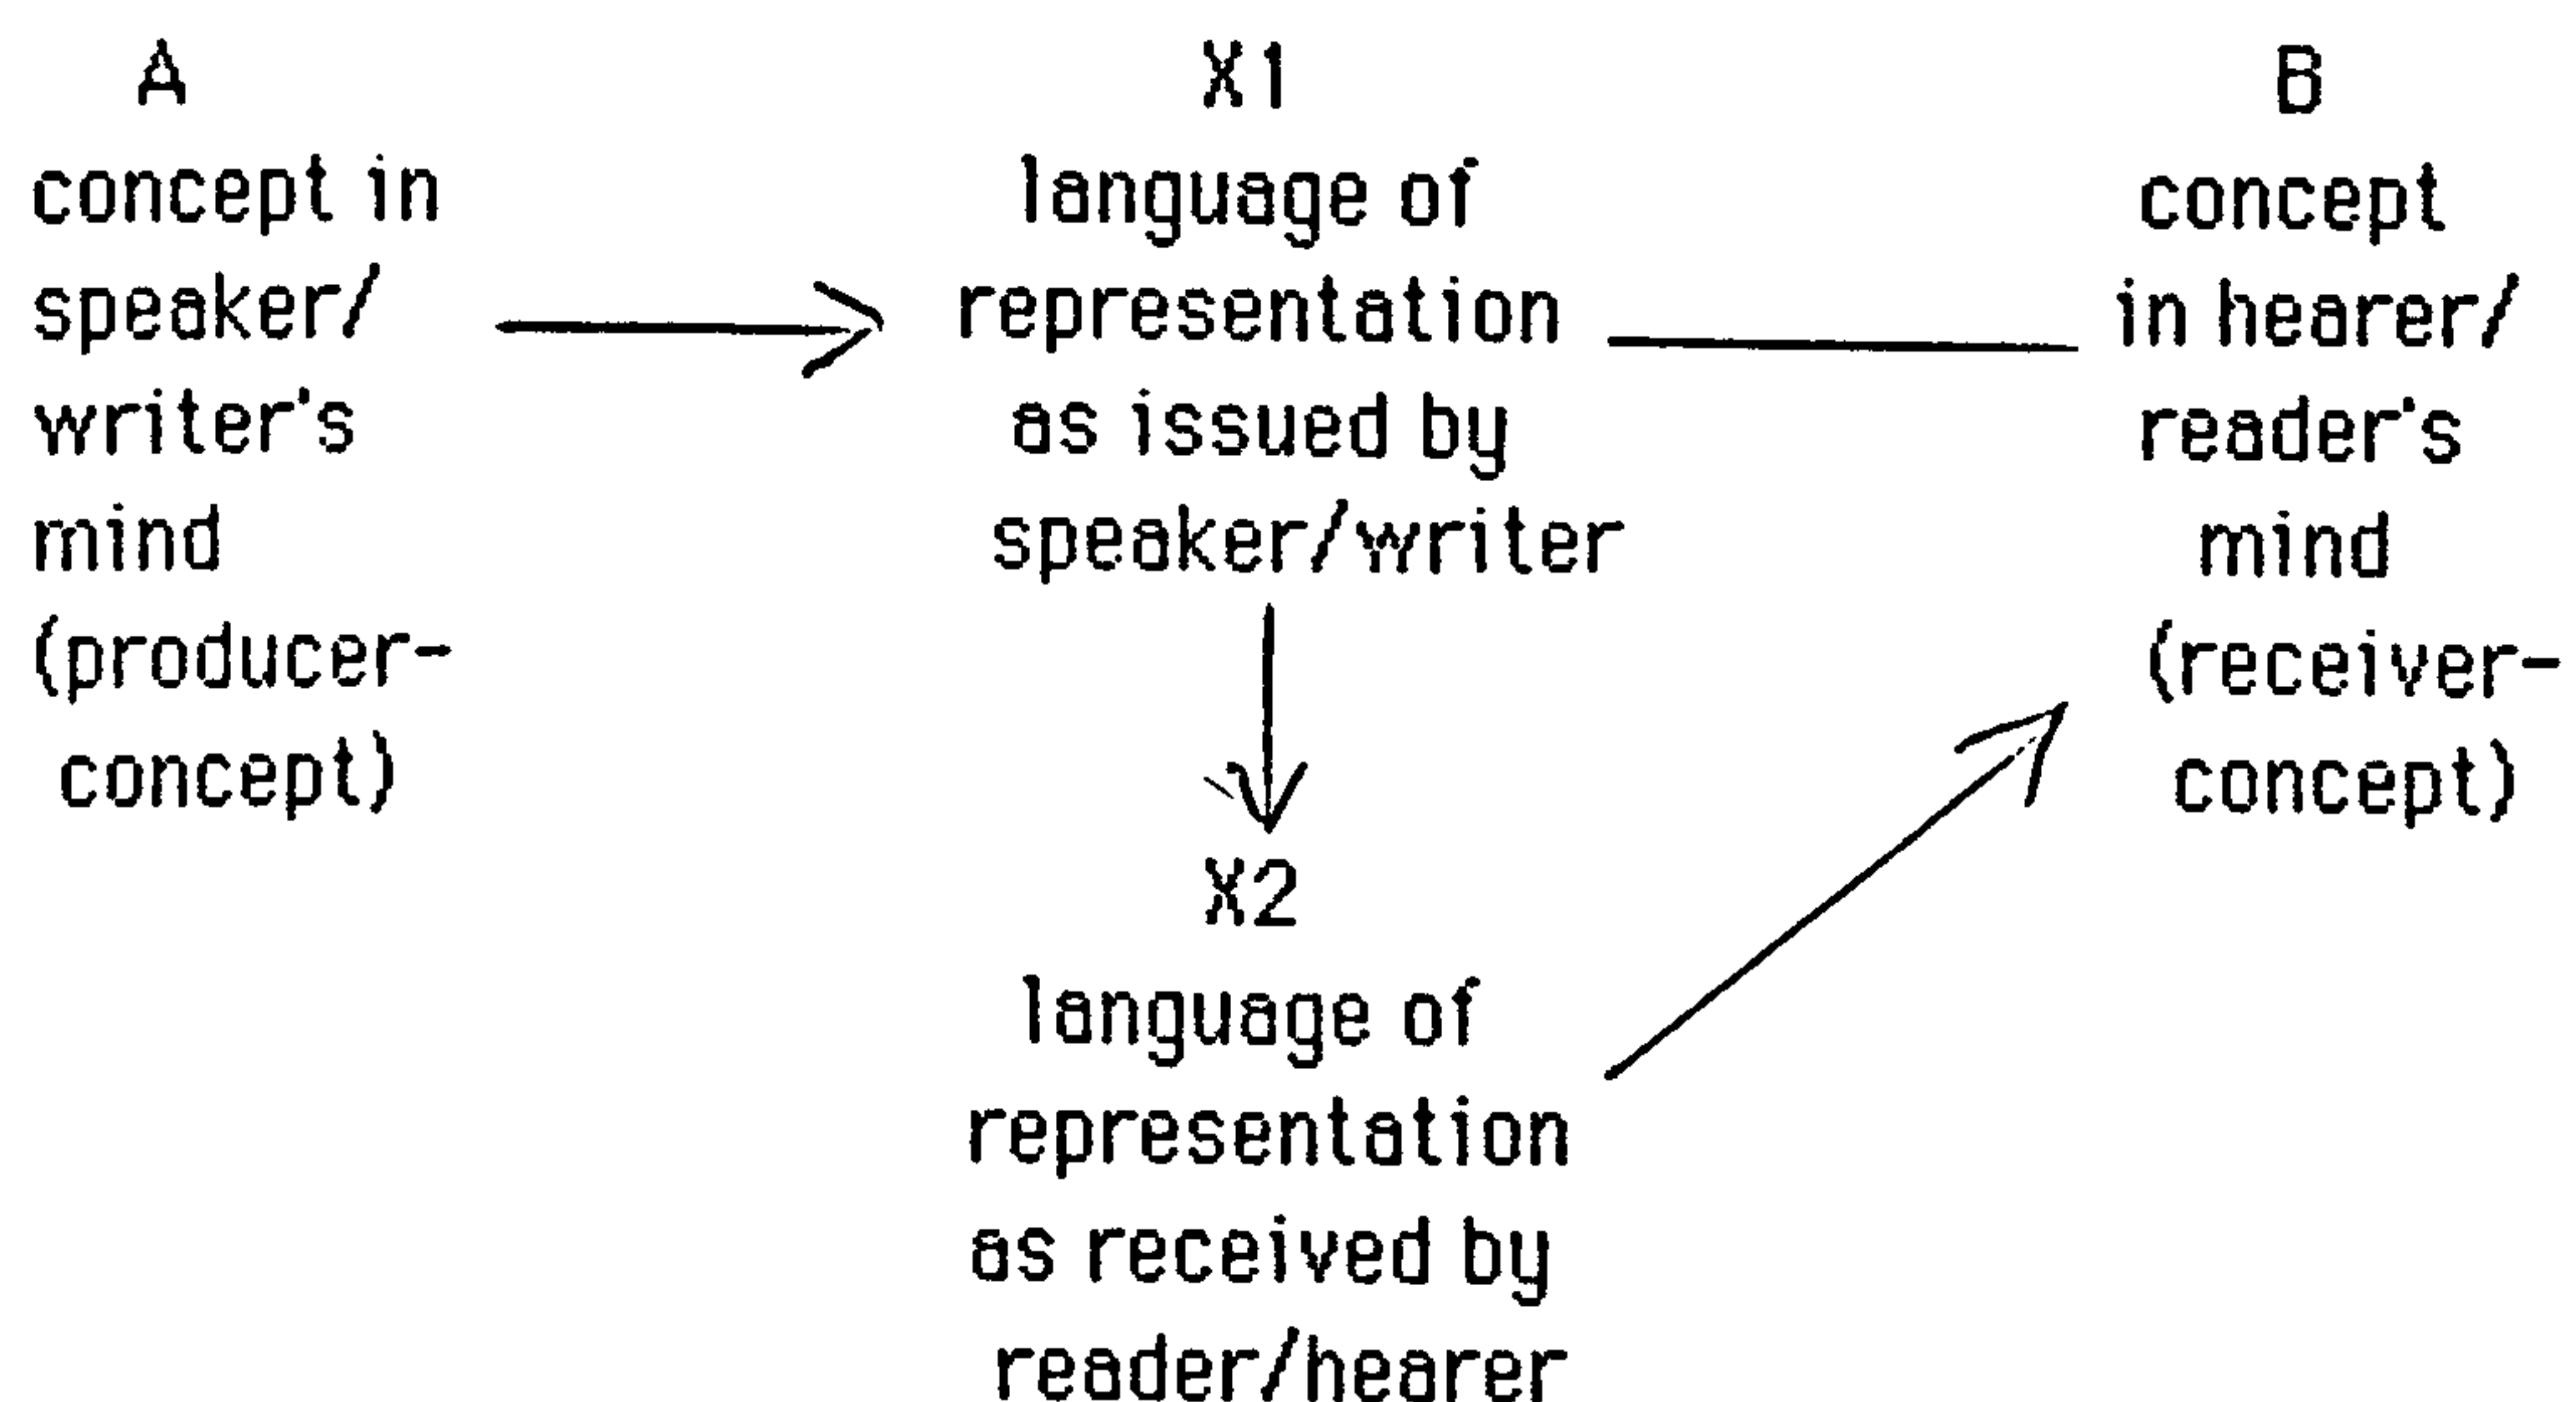 A
concept in
speaker/
writer's
mind
(producer-
concept)
X1
language of
representation
as issued by
speaker/writer
X2
language of
representation
as received by
reader/hearer
B
concept
in hearer/
reader's
mind
(receiver-
concept)